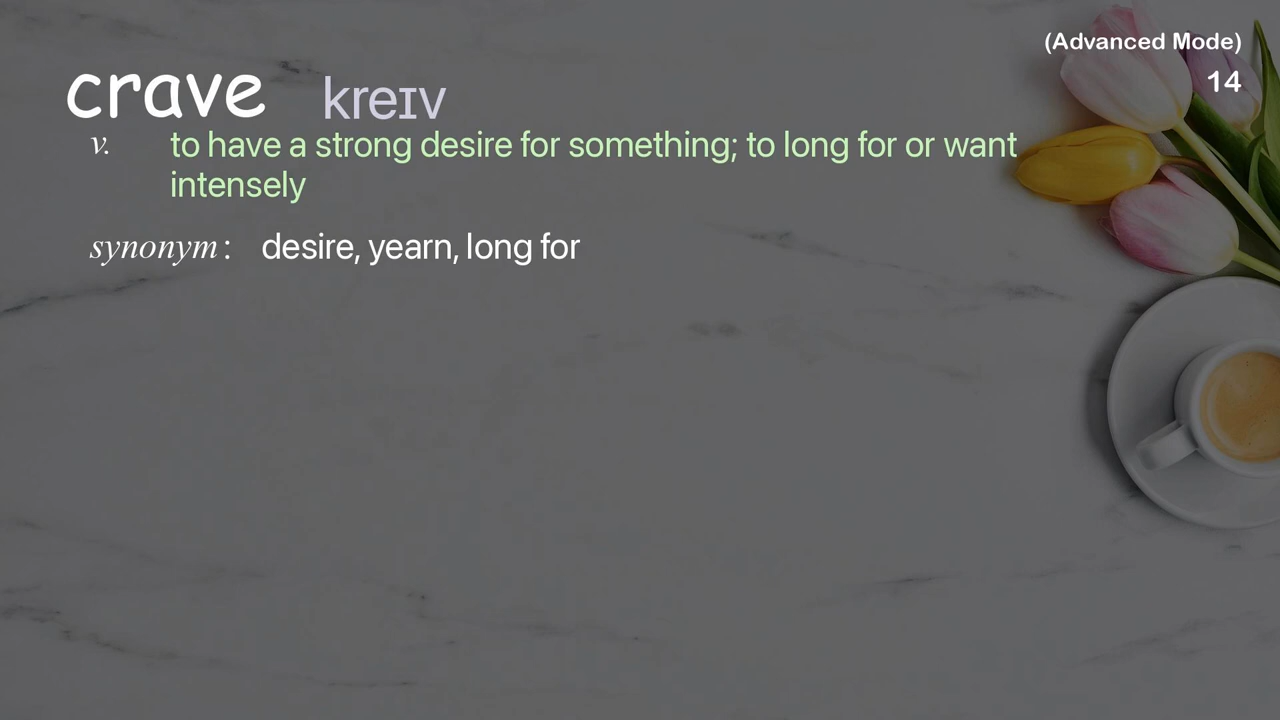 (Advanced Mode)
14
crave kreɪv
v. to have a strong desire for something; to long for or want
intensely
synonym: desire, yearn, long for